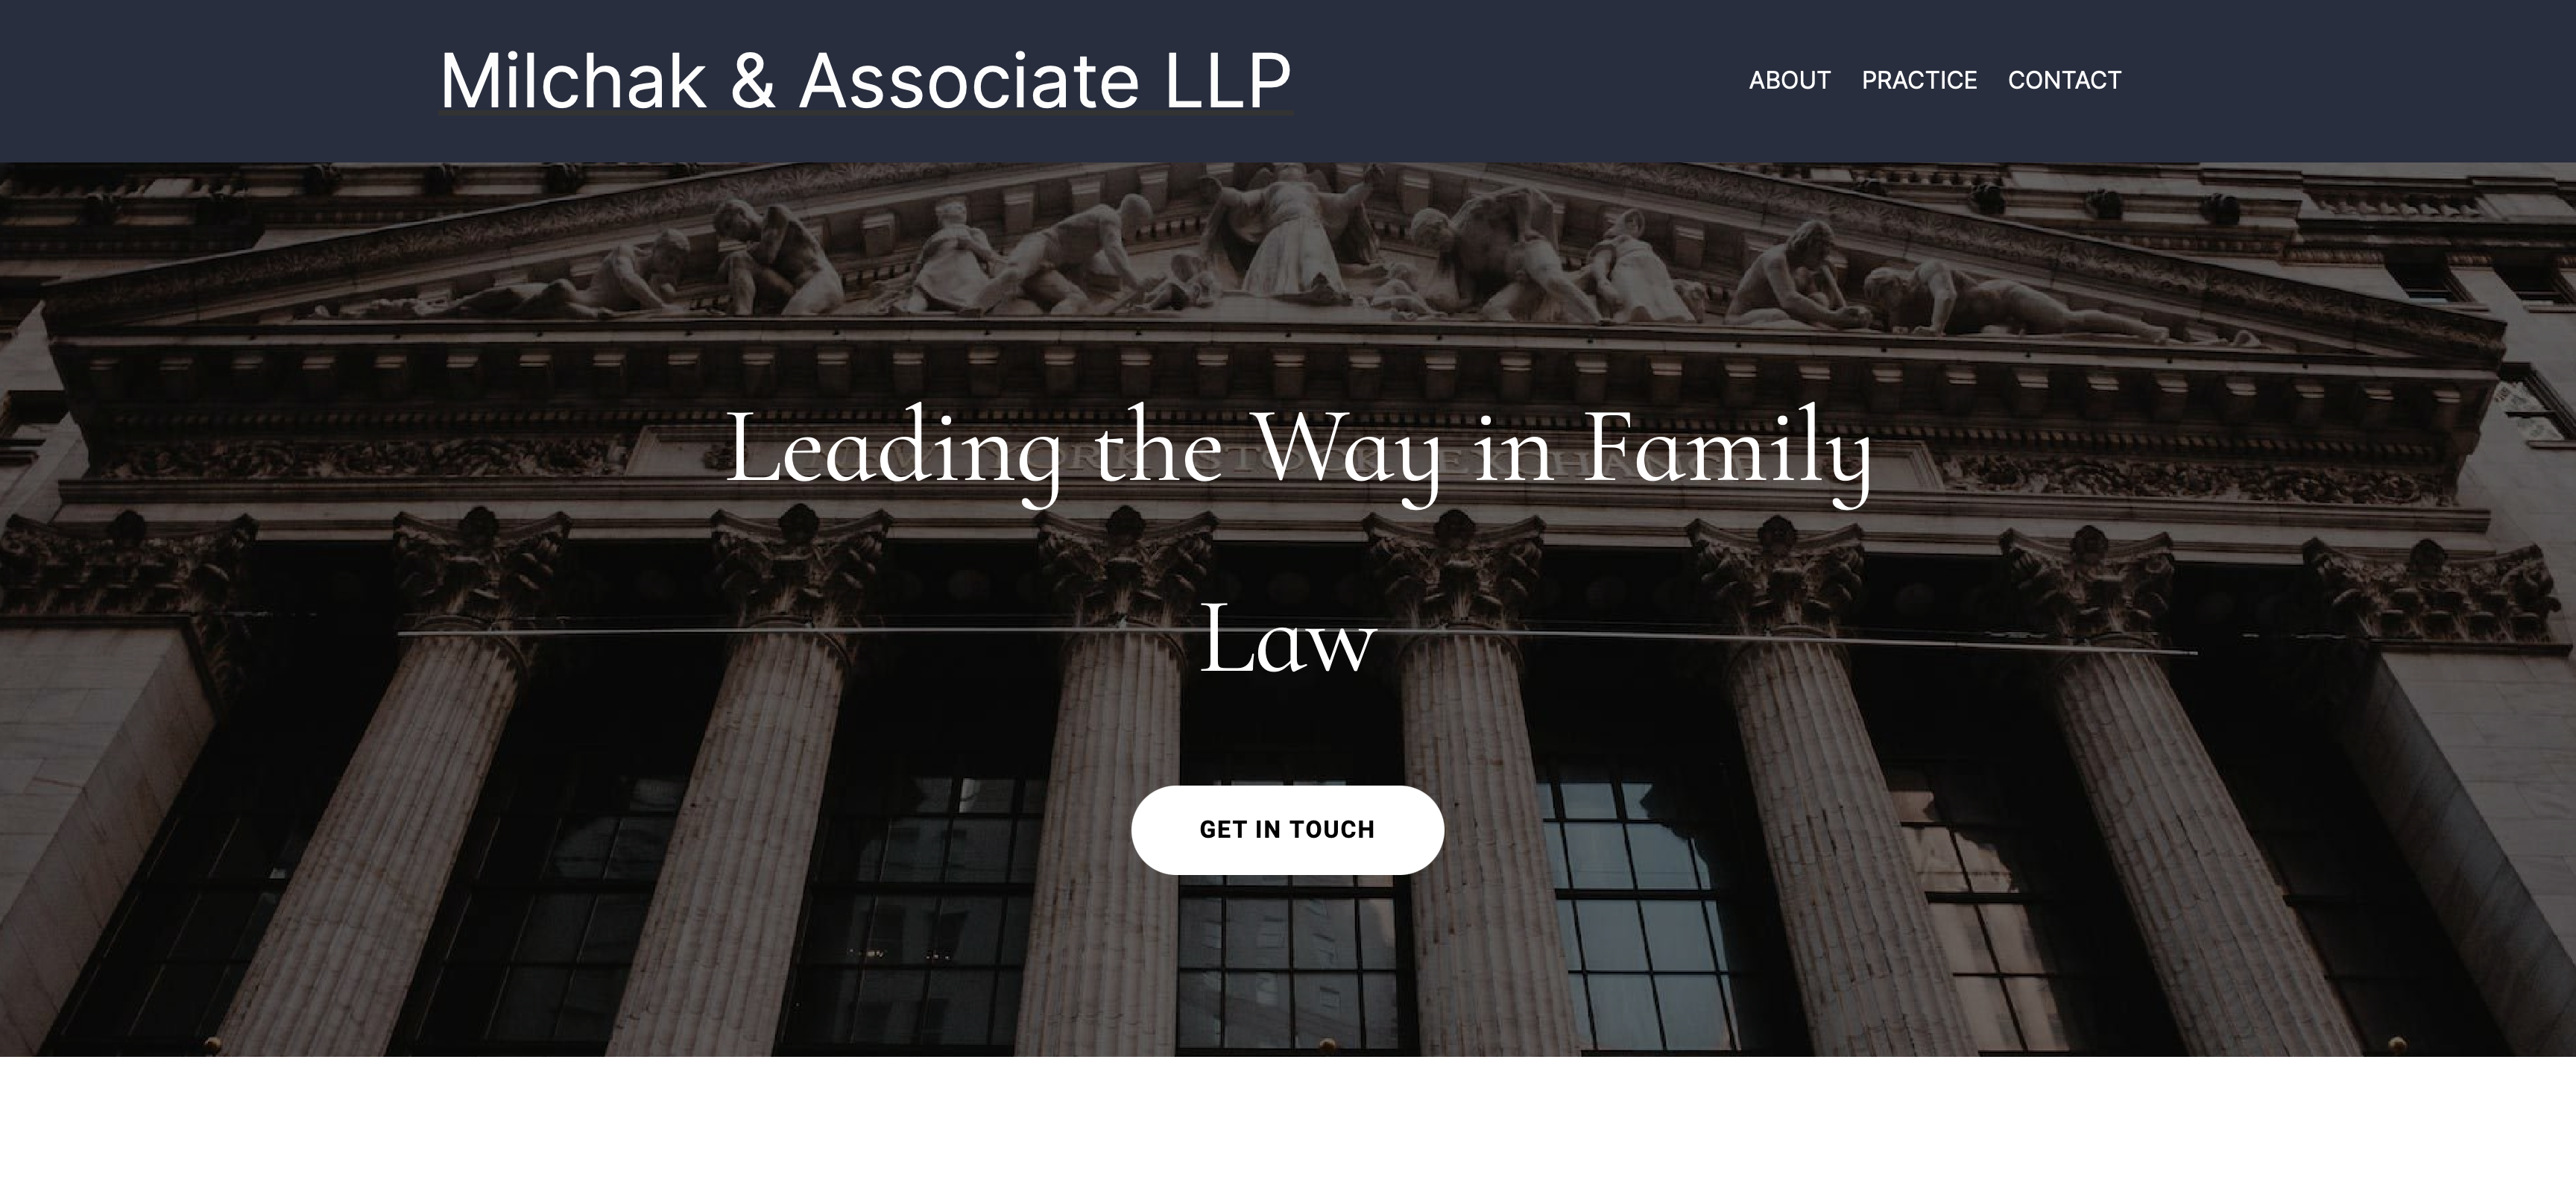 Milchak & Associate LLP
ABOUT PRACTICE CONTACT
Leading the Way in Family
Law
GET IN TOUCH